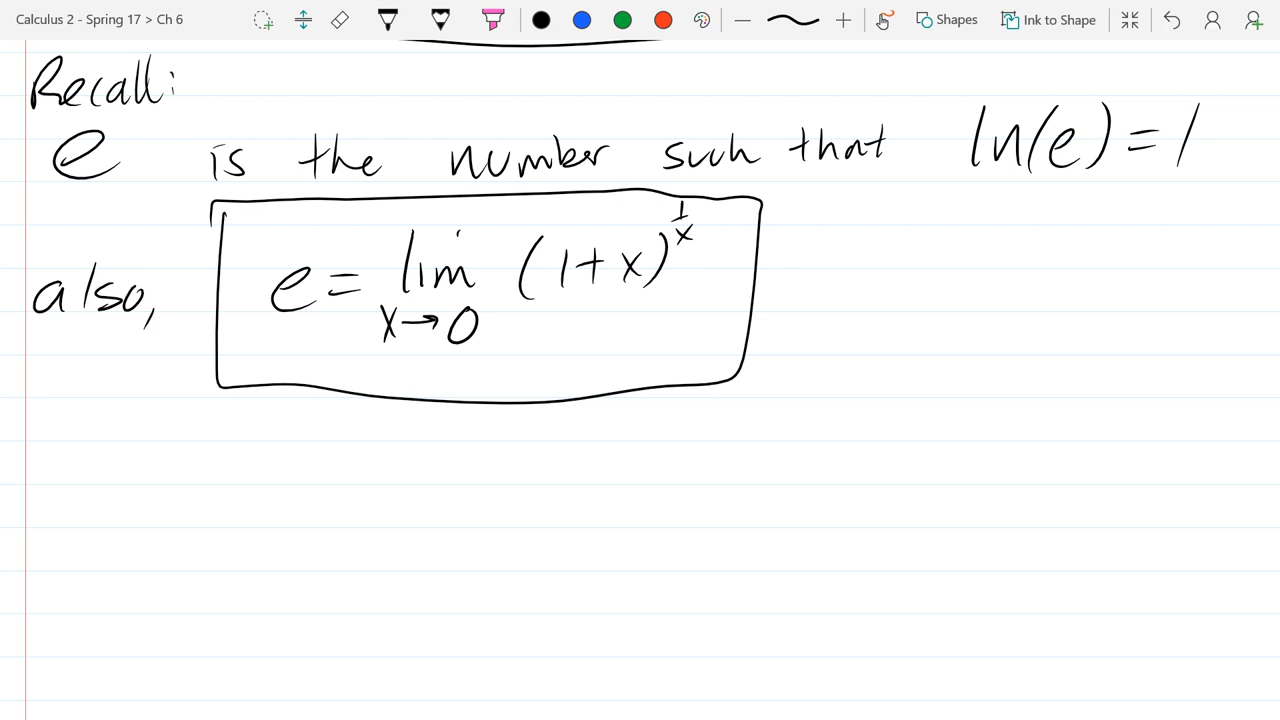 Calculus 2 - Spring 17 > Ch 6 Shapes Ink to Shape
Recall:
e is the number such that ln(e) = 1
also, e = lim (1+x)^(1/x)
x→0